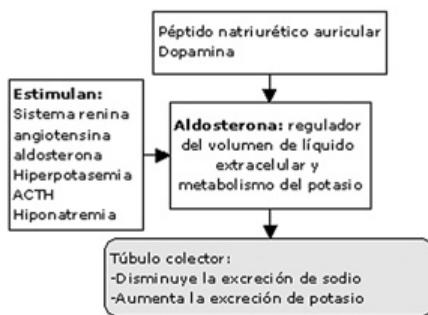 Péptido natriurético auricular
Dopamina
Estimulan:
Sistema renina
angiotensina
aldosterona
Hiperpotasemia
ACTH
Hiponatremia
Aldosterona: regulador
del volumen de líquido
extracelular y
metabolismo del potasio
Túbulo colector:
-Disminuye la excreción de sodio
-Aumenta la excreción de potasio